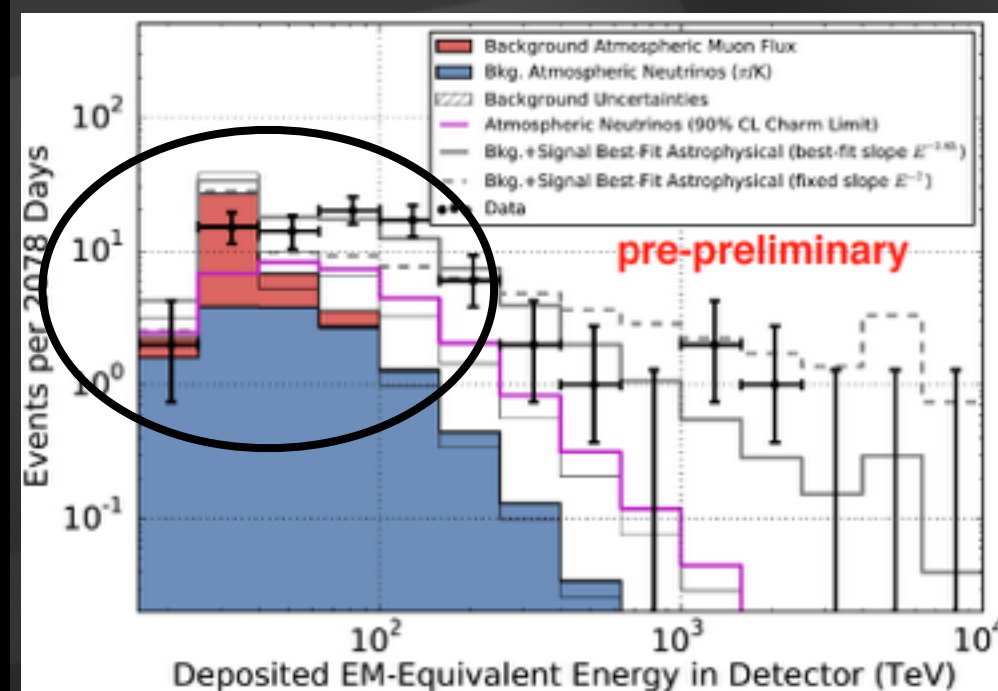 Background Atmospheric Muon Flux
Bkg. Atmospheric Neutrinos (π/K)
Background Uncertainties
Atmospheric Neutrinos (90% CL Charm Limit)
Bkg.+Signal Best-Fit Astrophysical (best-fit slope E
Bkg.+Signal Best-Fit Astrophysical (fixed slope E⁻²)
Data
pre-preliminary
Events per 2078 Days
10²
10¹
10⁰
10⁻¹
10² 10³ 10⁴
Deposited EM-Equivalent Energy in Detector (TeV)